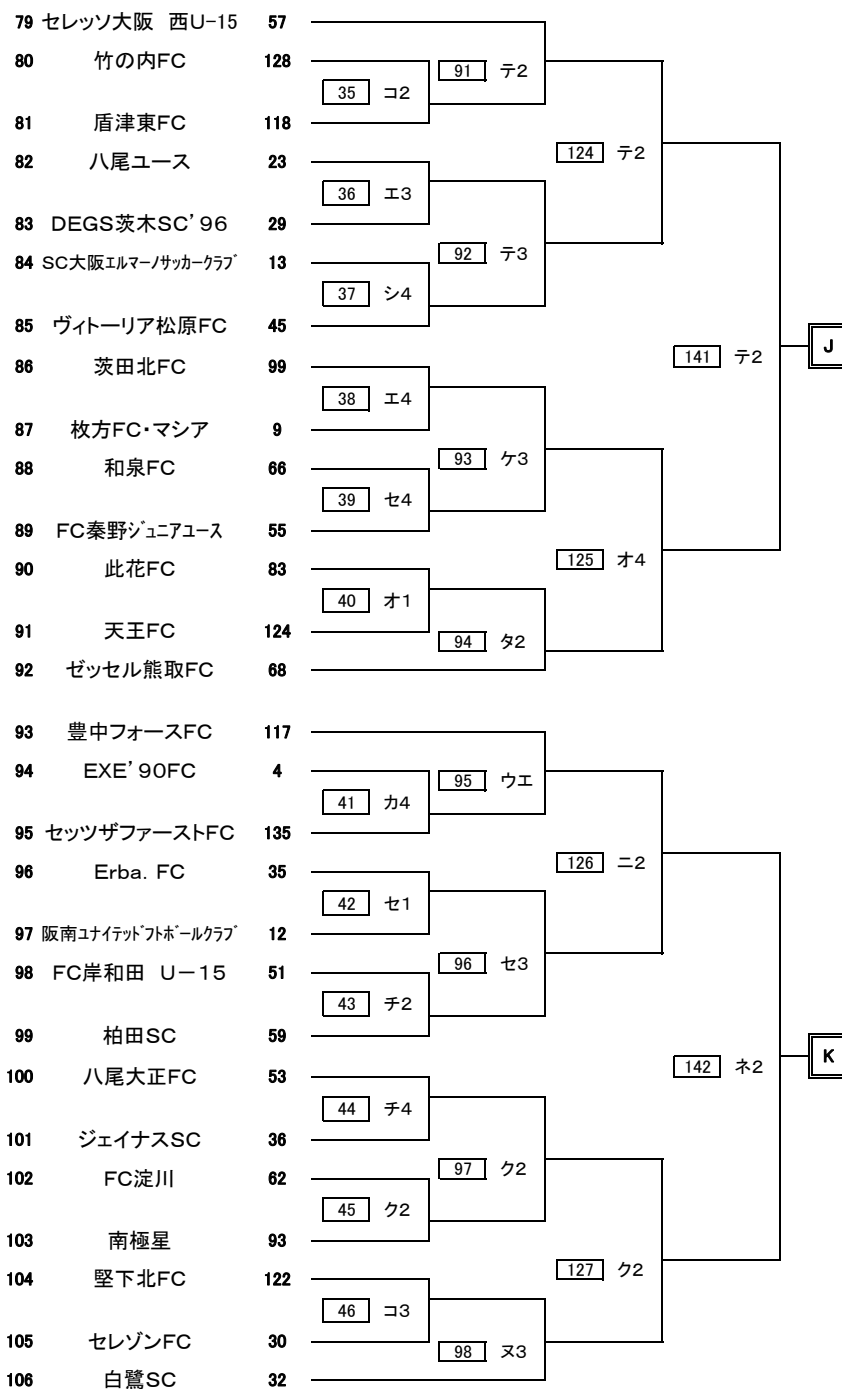 79 セレッソ大阪　西U-15 57
80 竹の内FC 128
91 テ2
35 コ2
81 盾津東FC 118
124 テ2
82 八尾ユース 23
36 エ3
83 DEGS茨木SC’96 29
92 テ3
84 SC大阪エルマーノサッカークラブ 13
37 シ4
85 ヴィトーリア松原FC 45
141 テ2
J
86 茨田北FC 99
38 エ4
87 枚方FC・マシア 9
93 ケ3
88 和泉FC 66
39 セ4
89 FC秦野ジュニアユース 55
125 オ4
90 此花FC 83
40 オ1
91 天王FC 124
94 タ2
92 ゼッセル熊取FC 68
93 豊中フォースFC 117
94 EXE’90FC 4
95 ウエ
41 カ4
95 セッツザファーストFC 135
126 ニ2
96 Erba. FC 35
42 セ1
97 阪南ユナイテッドフトボールクラブ 12
96 セ3
98 FC岸和田　U－15 51
43 チ2
99 柏田SC 59
142 ネ2
K
100 八尾大正FC 53
44 チ4
101 ジェイナスSC 36
97 ク2
102 FC淀川 62
45 ク2
103 南極星 93
127 ク2
104 堅下北FC 122
46 コ3
105 セレゾンFC 30
98 ヌ3
106 白鷺SC 32